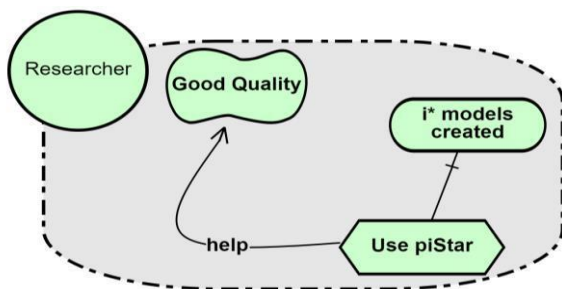 Researcher
Good Quality
i* models
created
help
Use piStar